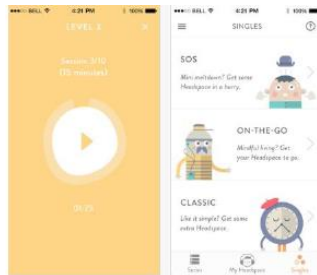 BELL 4:21 PM 100%
LEVEL 2
Session 3/10
(15 minutes)
BELL 4:21 PM 100%
SINGLES
SOS
Mini meltdown? Get some
Headspace in a hurry.
ON-THE-GO
Mindful living? Get
your Headspace to go.
CLASSIC
Like it simple? Get some
extra Headspace.
Series My Headspace Singles